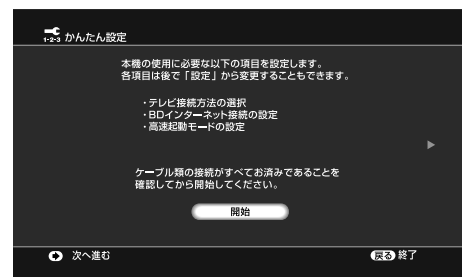 1-2-3 かんたん設定
本機の使用に必要な以下の項目を設定します。
各項目は後で「設定」から変更することもできます。
・テレビ接続方法の選択
・BDインターネット接続の設定
・高速起動モードの設定
ケーブル類の接続がすべてお済みであることを
確認してから開始してください。
開始
次へ進む
戻る 終了